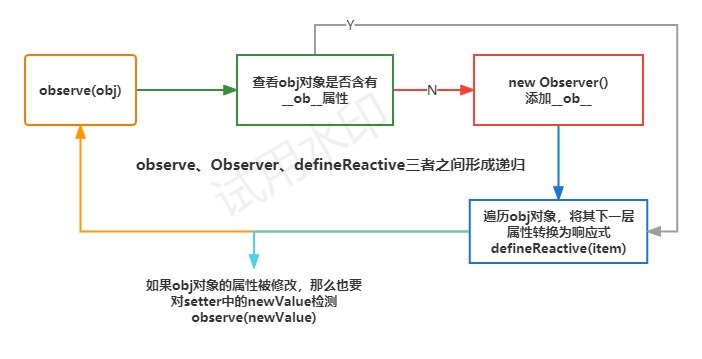 Y
observe(obj)
查看obj对象是否含有
__ob__属性
N
new Observer()
添加__ob__
试用水印
observe、Observer、defineReactive三者之间形成递归
遍历obj对象，将其下一层
属性转换为响应式
defineReactive(item)
如果obj对象的属性被修改，那么也要
对setter中的newValue检测
observe(newValue)